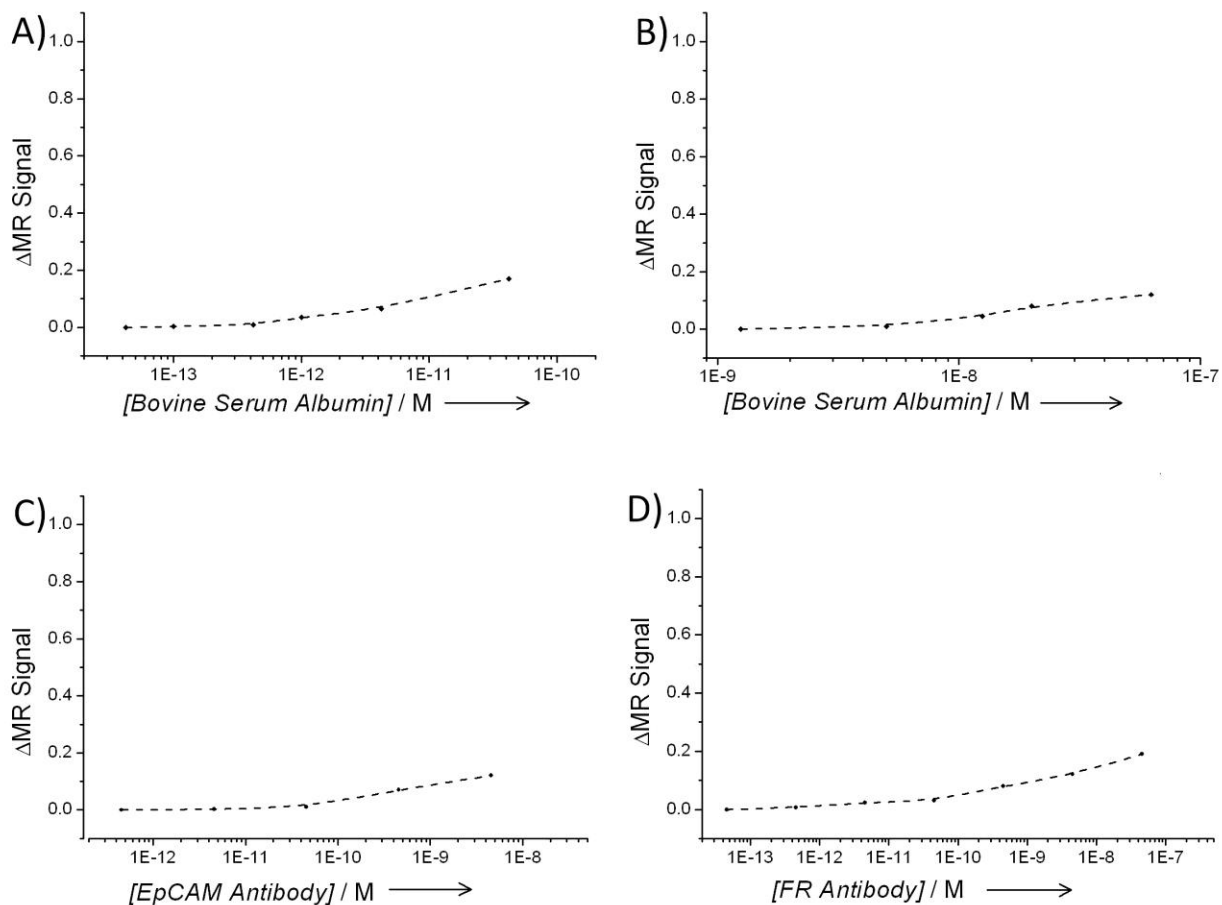 A)
1.0
0.8
0.6
0.4
0.2
0.0
ΔMR Signal
1E-13 1E-12 1E-11 1E-10
[Bovine Serum Albumin] / M
B)
1.0
0.8
0.6
0.4
0.2
0.0
ΔMR Signal
1E-9 1E-8 1E-7
[Bovine Serum Albumin] / M
C)
1.0
0.8
0.6
0.4
0.2
0.0
ΔMR Signal
1E-12 1E-11 1E-10 1E-9 1E-8
[EpCAM Antibody] / M
D)
1.0
0.8
0.6
0.4
0.2
0.0
ΔMR Signal
1E-13 1E-12 1E-11 1E-10 1E-9 1E-8 1E-7
[FR Antibody] / M